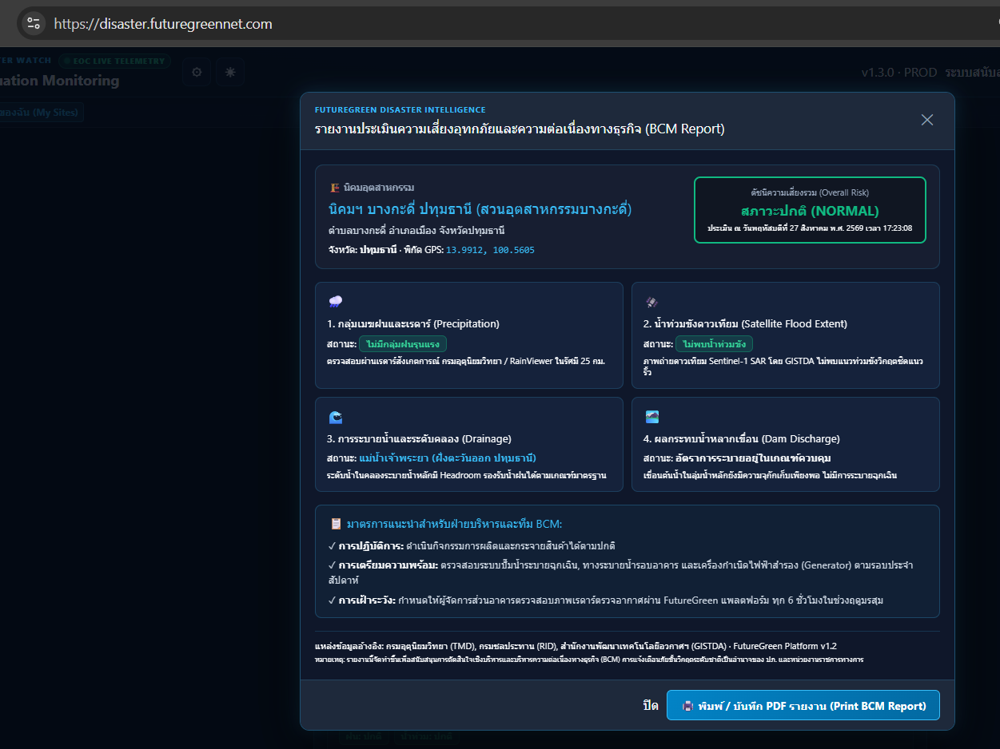 https://disaster.futuregreennet.com
ER WATCH
EOC LIVE TELEMETRY
uation Monitoring
v1.3.0 · PROD ระบบสนับส
ของฉัน (My Sites)
FUTUREGREEN DISASTER INTELLIGENCE
รายงานประเมินความเสี่ยงอุทกภัยและความต่อเนื่องทางธุรกิจ (BCM Report)
นิคมอุตสาหกรรม
นิคมฯ บางกะดี่ ปทุมธานี (สวนอุตสาหกรรมบางกะดี่)
ตำบลบางกะดี่ อำเภอเมือง จังหวัดปทุมธานี
จังหวัด: ปทุมธานี · พิกัด GPS: 13.9912, 100.5605
ดัชนีความเสี่ยงรวม (Overall Risk)
สภาวะปกติ (NORMAL)
ประเมิน ณ วันพฤหัสบดีที่ 27 สิงหาคม พ.ศ. 2569 เวลา 17:23:08
1. กลุ่มเมฆฝนและเรดาร์ (Precipitation)
สถานะ: ไม่มีกลุ่มฝนรุนแรง
ตรวจสอบผ่านเรดาร์สังเกตการณ์ กรมอุตุนิยมวิทยา / RainViewer ในรัศมี 25 กม.
2. น้ำท่วมขังดาวเทียม (Satellite Flood Extent)
สถานะ: ไม่พบน้ำท่วมขัง
ภาพถ่ายดาวเทียม Sentinel-1 SAR โดย GISTDA ไม่พบแนวท่วมขังวิกฤตชิดแนว
รั้ว
3. การระบายน้ำและระดับคลอง (Drainage)
สถานะ: แม่น้ำเจ้าพระยา (ฝั่งตะวันออก ปทุมธานี)
ระดับน้ำในคลองระบายน้ำหลักมี Headroom รองรับน้ำฝนได้ตามเกณฑ์มาตรฐาน
4. ผลกระทบน้ำหลากเขื่อน (Dam Discharge)
สถานะ: อัตราการระบายอยู่ในเกณฑ์ควบคุม
เขื่อนต้นน้ำในลุ่มน้ำหลักยังมีความจุกักเก็บเพียงพอ ไม่มีการระบายฉุกเฉิน
มาตรการแนะนำสำหรับฝ่ายบริหารและทีม BCM:
✓ การปฏิบัติการ: ดำเนินกิจกรรมการผลิตและกระจายสินค้าได้ตามปกติ
✓ การเตรียมความพร้อม: ตรวจสอบระบบปั๊มน้ำระบายฉุกเฉิน, ทางระบายน้ำรอบอาคาร และเครื่องกำเนิดไฟฟ้าสำรอง (Generator) ตามรอบประจำ
สัปดาห์
✓ การเฝ้าระวัง: กำหนดให้ผู้จัดการส่วนอาคารตรวจสอบภาพเรดาร์ตรวจอากาศผ่าน FutureGreen แพลตฟอร์ม ทุก 6 ชั่วโมงในช่วงฤดูมรสุม
แหล่งข้อมูลอ้างอิง: กรมอุตุนิยมวิทยา (TMD), กรมชลประทาน (RID), สำนักงานพัฒนาเทคโนโลยีอวกาศฯ (GISTDA) · FutureGreen Platform v1.2
หมายเหตุ: รายงานนี้จัดทำขึ้นเพื่อสนับสนุนการตัดสินใจเชิงบริหารและบริหารความต่อเนื่องทางธุรกิจ (BCM) การแจ้งเตือนภัยขั้นวิกฤตระดับชาติเป็นอำนาจของ ปภ. และหน่วยงานราชการทางการ
ปิด
พิมพ์ / บันทึก PDF รายงาน (Print BCM Report)